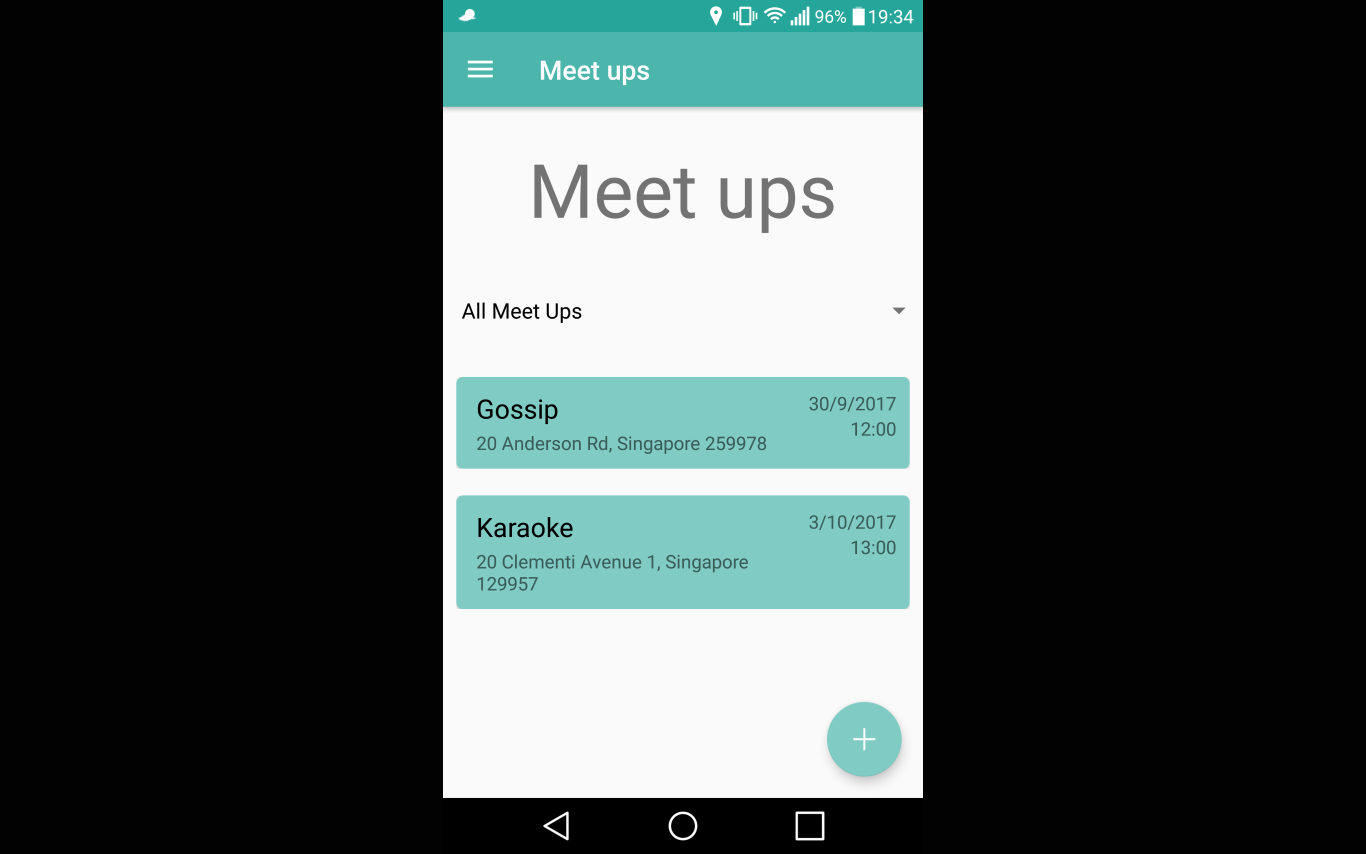 96% 19:34
Meet ups
Meet ups
All Meet Ups
Gossip
30/9/2017
20 Anderson Rd, Singapore 259978
12:00
Karaoke
3/10/2017
13:00
20 Clementi Avenue 1, Singapore
129957